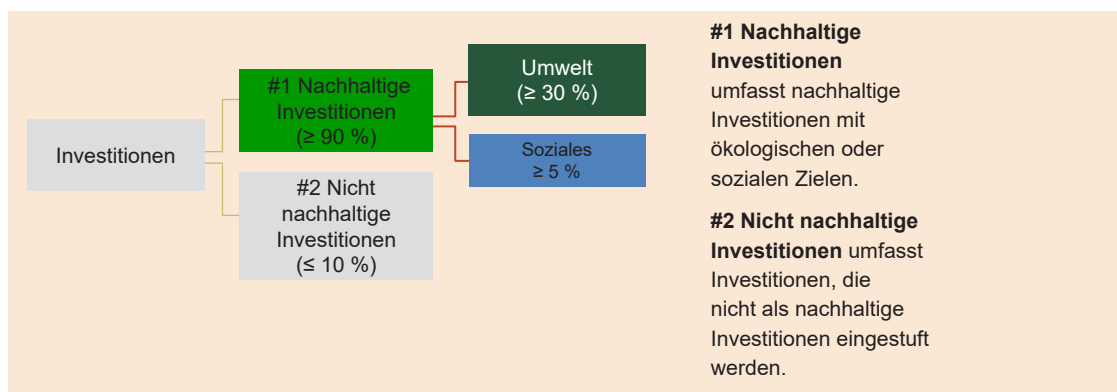 Investitionen
#1 Nachhaltige
Investitionen
(≥ 90 %)
#2 Nicht
nachhaltige
Investitionen
(≤ 10 %)
Umwelt
(≥ 30 %)
Soziales
≥ 5 %
#1 Nachhaltige
Investitionen
umfasst nachhaltige
Investitionen mit
ökologischen oder
sozialen Zielen.
#2 Nicht nachhaltige
Investitionen umfasst
Investitionen, die
nicht als nachhaltige
Investitionen eingestuft
werden.